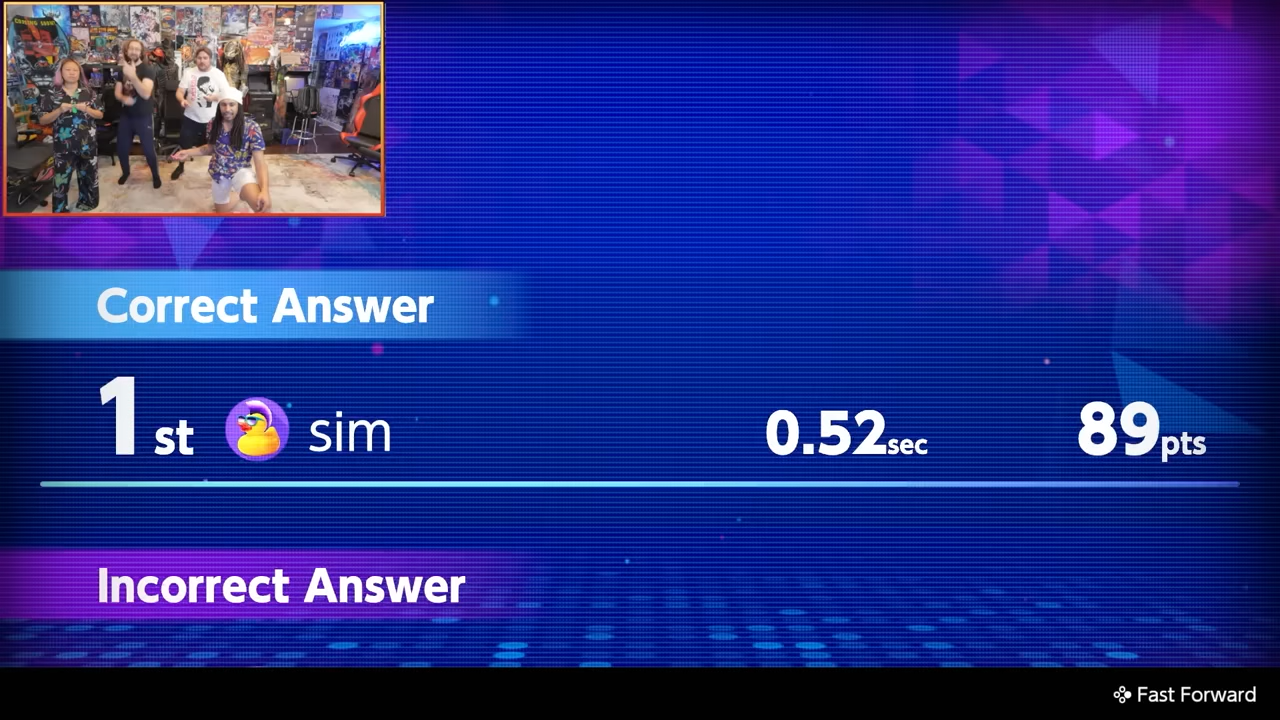 Correct Answer
1st sim 0.52sec 89pts
Incorrect Answer
Fast Forward